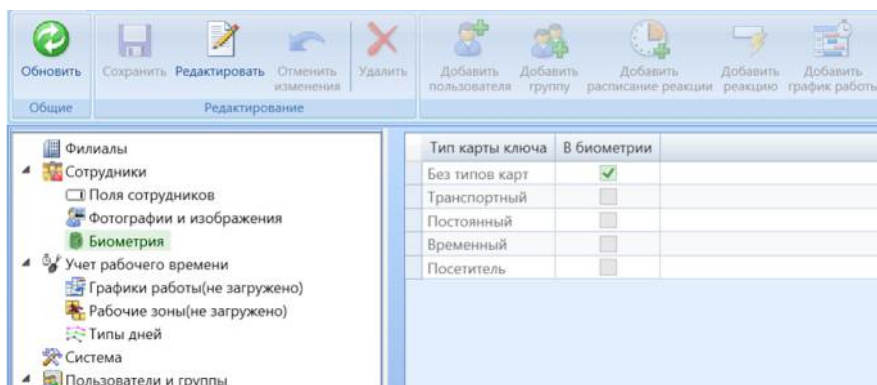 Обновить
Сохранить Редактировать Отменить изменения Удалить
Добавить пользователя Добавить группу Добавить расписание реакции Добавить реакцию Добавить график работы
Общие Редактирование
Филиалы
Сотрудники
Поля сотрудников
Фотографии и изображения
Биометрия
Учет рабочего времени
Графики работы(не загружено)
Рабочие зоны(не загружено)
Типы дней
Система
Пользователи и группы
Тип карты ключа В биометрии
Без типов карт
Транспортный
Постоянный
Временный
Посетитель